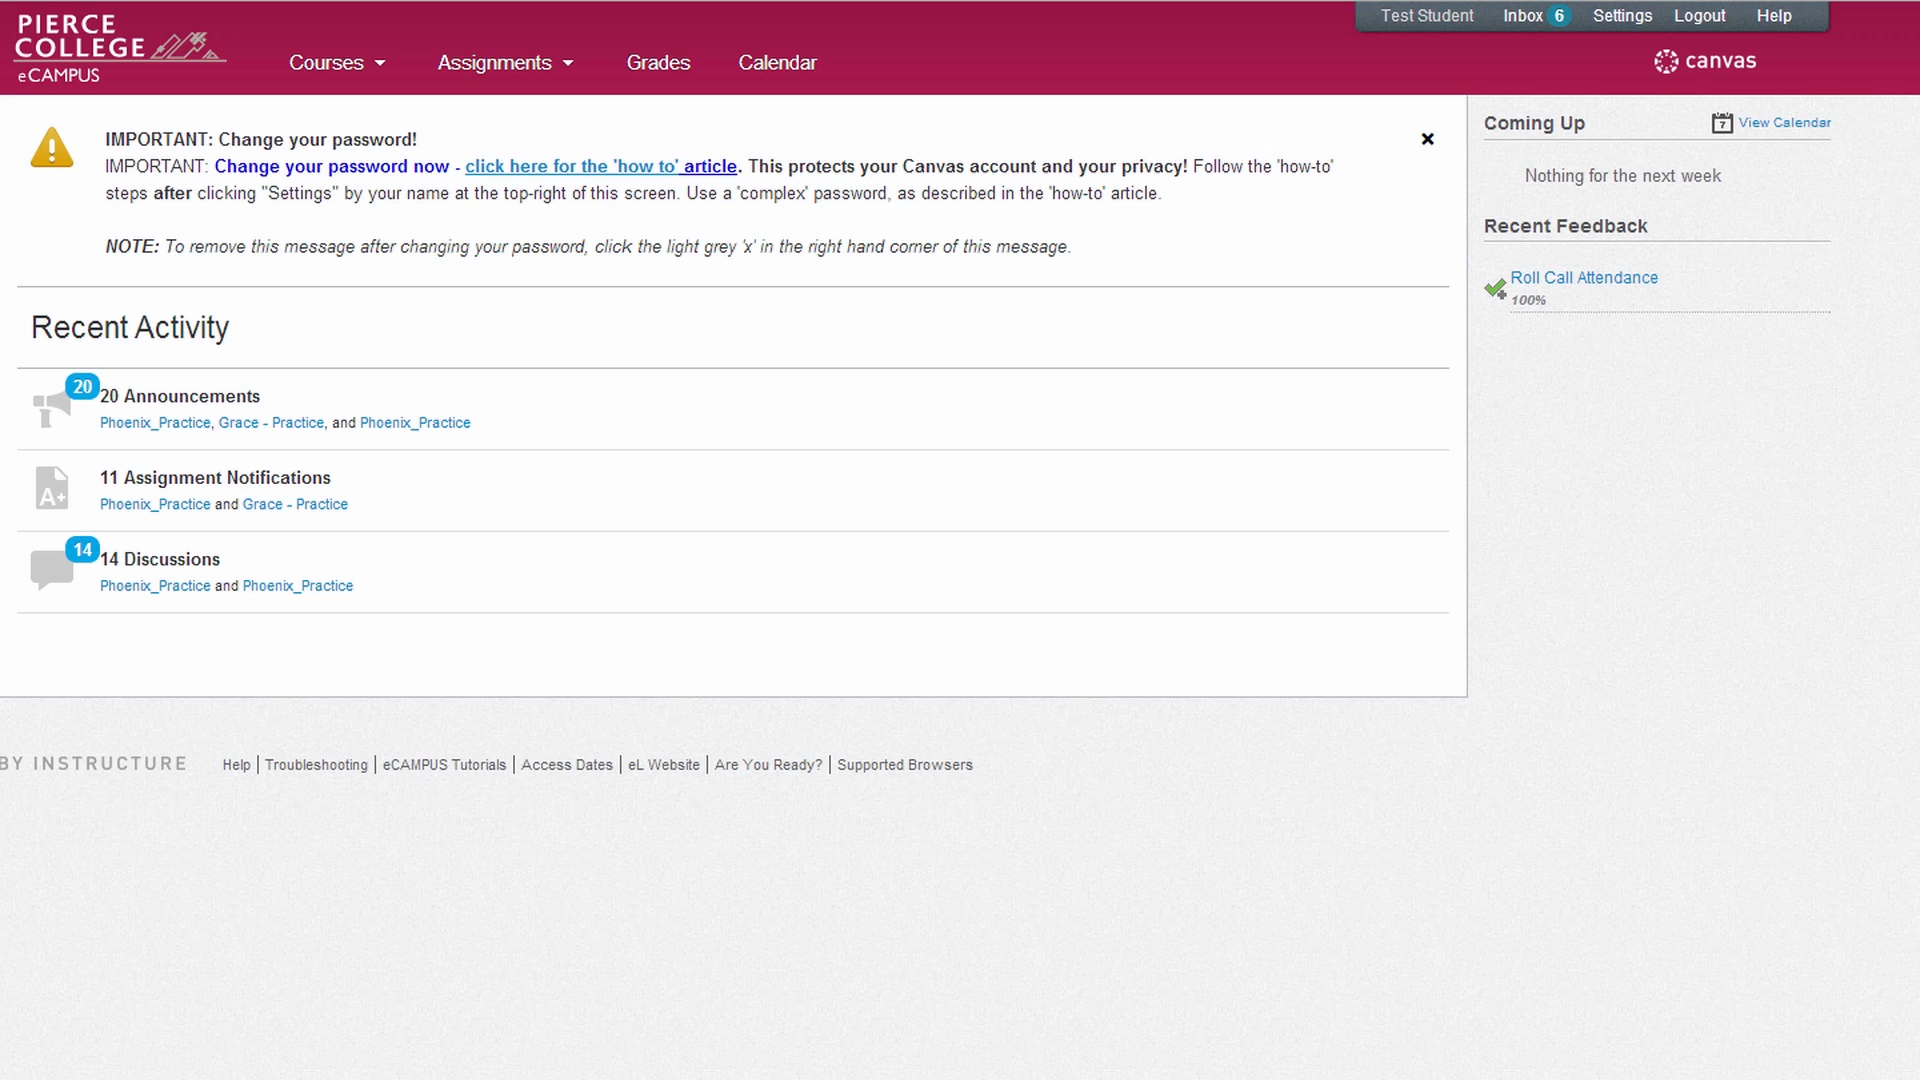 PIERCE
COLLEGE
eCAMPUS
Courses
Assignments
Grades
Calendar
Test Student
Inbox 6
Settings
Logout
Help
canvas
IMPORTANT: Change your password!
IMPORTANT: Change your password now - click here for the 'how to' article. This protects your Canvas account and your privacy! Follow the 'how-to'
steps after clicking "Settings" by your name at the top-right of this screen. Use a 'complex' password, as described in the 'how-to' article.
NOTE: To remove this message after changing your password, click the light grey 'x' in the right hand corner of this message.
Recent Activity
20
20 Announcements
Phoenix_Practice, Grace - Practice, and Phoenix_Practice
A+
11 Assignment Notifications
Phoenix_Practice and Grace - Practice
14
14 Discussions
Phoenix_Practice and Phoenix_Practice
Coming Up
7
View Calendar
Nothing for the next week
Recent Feedback
Roll Call Attendance
100%
BY INSTRUCTURE
Help | Troubleshooting | eCAMPUS Tutorials | Access Dates | eL Website | Are You Ready? | Supported Browsers